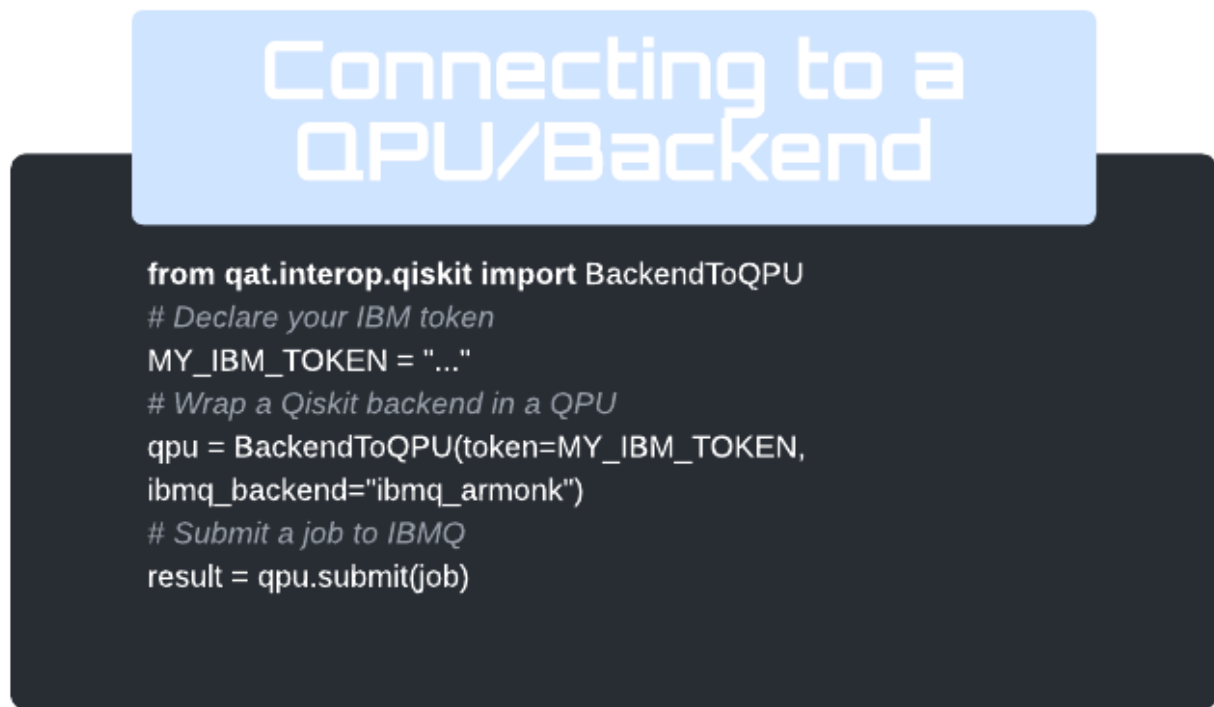 Connecting to a
QPU/Backend
from qat.interop.qiskit import BackendToQPU
# Declare your IBM token
MY_IBM_TOKEN = "..."
# Wrap a Qiskit backend in a QPU
qpu = BackendToQPU(token=MY_IBM_TOKEN,
ibmq_backend="ibmq_armonk")
# Submit a job to IBMQ
result = qpu.submit(job)